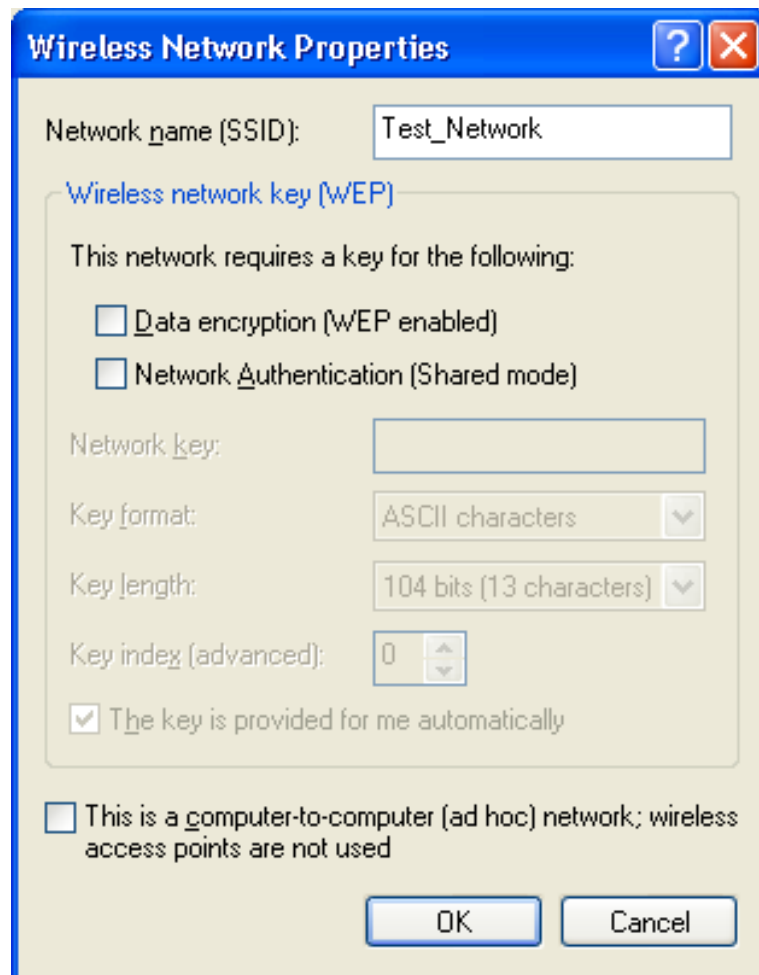 Wireless Network Properties
Network name (SSID): Test_Network
Wireless network key (WEP)
This network requires a key for the following:
Data encryption (WEP enabled)
Network Authentication (Shared mode)
Network key:
Key format: ASCII characters
Key length: 104 bits (13 characters)
Key index (advanced): 0
The key is provided for me automatically
This is a computer-to-computer (ad hoc) network; wireless
access points are not used
OK Cancel